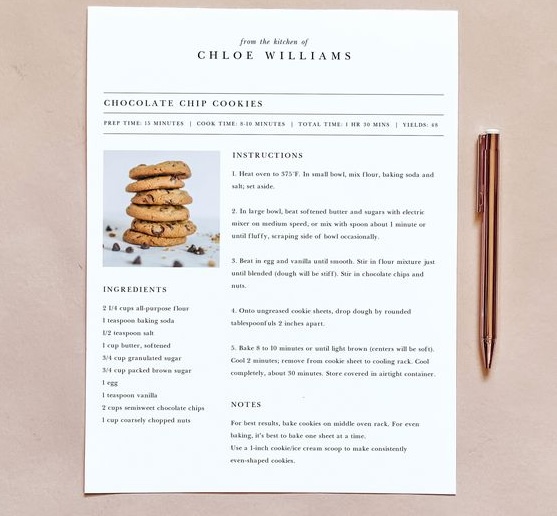 from the kitchen of
CHLOE WILLIAMS
CHOCOLATE CHIP COOKIES
PREP TIME: 15 MINUTES | COOK TIME: 8-10 MINUTES | TOTAL TIME: 1 HR 30 MINS | YIELDS: 48
INSTRUCTIONS
1. Heat oven to 375°F. In small bowl, mix flour, baking soda and
salt; set aside.
2. In large bowl, beat softened butter and sugars with electric
mixer on medium speed, or mix with spoon about 1 minute or
until fluffy, scraping side of bowl occasionally.
3. Beat in egg and vanilla until smooth. Stir in flour mixture just
until blended (dough will be stiff). Stir in chocolate chips and
nuts.
4. Onto ungreased cookie sheets, drop dough by rounded
tablespoonfuls 2 inches apart.
5. Bake 8 to 10 minutes or until light brown (centers will be soft).
Cool 2 minutes; remove from cookie sheet to cooling rack. Cool
completely, about 30 minutes. Store covered in airtight container.
INGREDIENTS
2 1/4 cups all-purpose flour
1 teaspoon baking soda
1/2 teaspoon salt
1 cup butter, softened
3/4 cup granulated sugar
3/4 cup packed brown sugar
1 egg
1 teaspoon vanilla
2 cups semisweet chocolate chips
1 cup coarsely chopped nuts
NOTES
For best results, bake cookies on middle oven rack. For even
baking, it's best to bake one sheet at a time.
Use a 1-inch cookie/ice cream scoop to make consistently
even-shaped cookies.